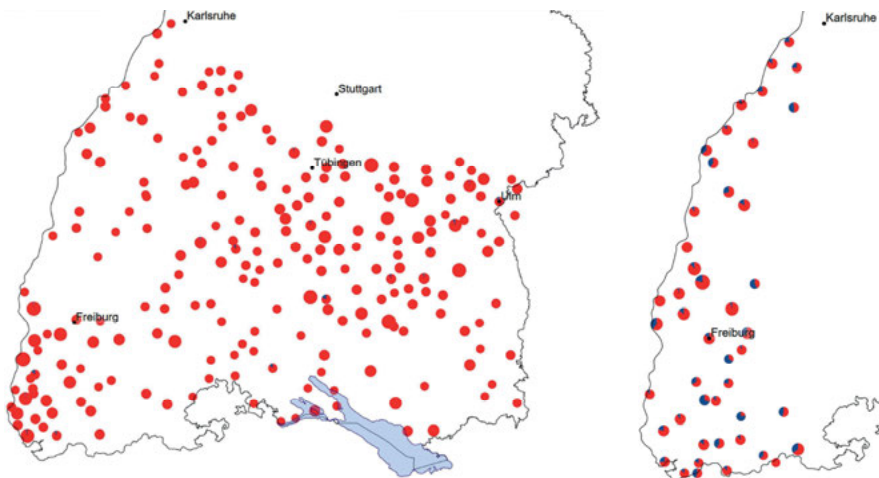 Karlsruhe
Stuttgart
Tübingen
Ulm
Freiburg
Karlsruhe
Freiburg